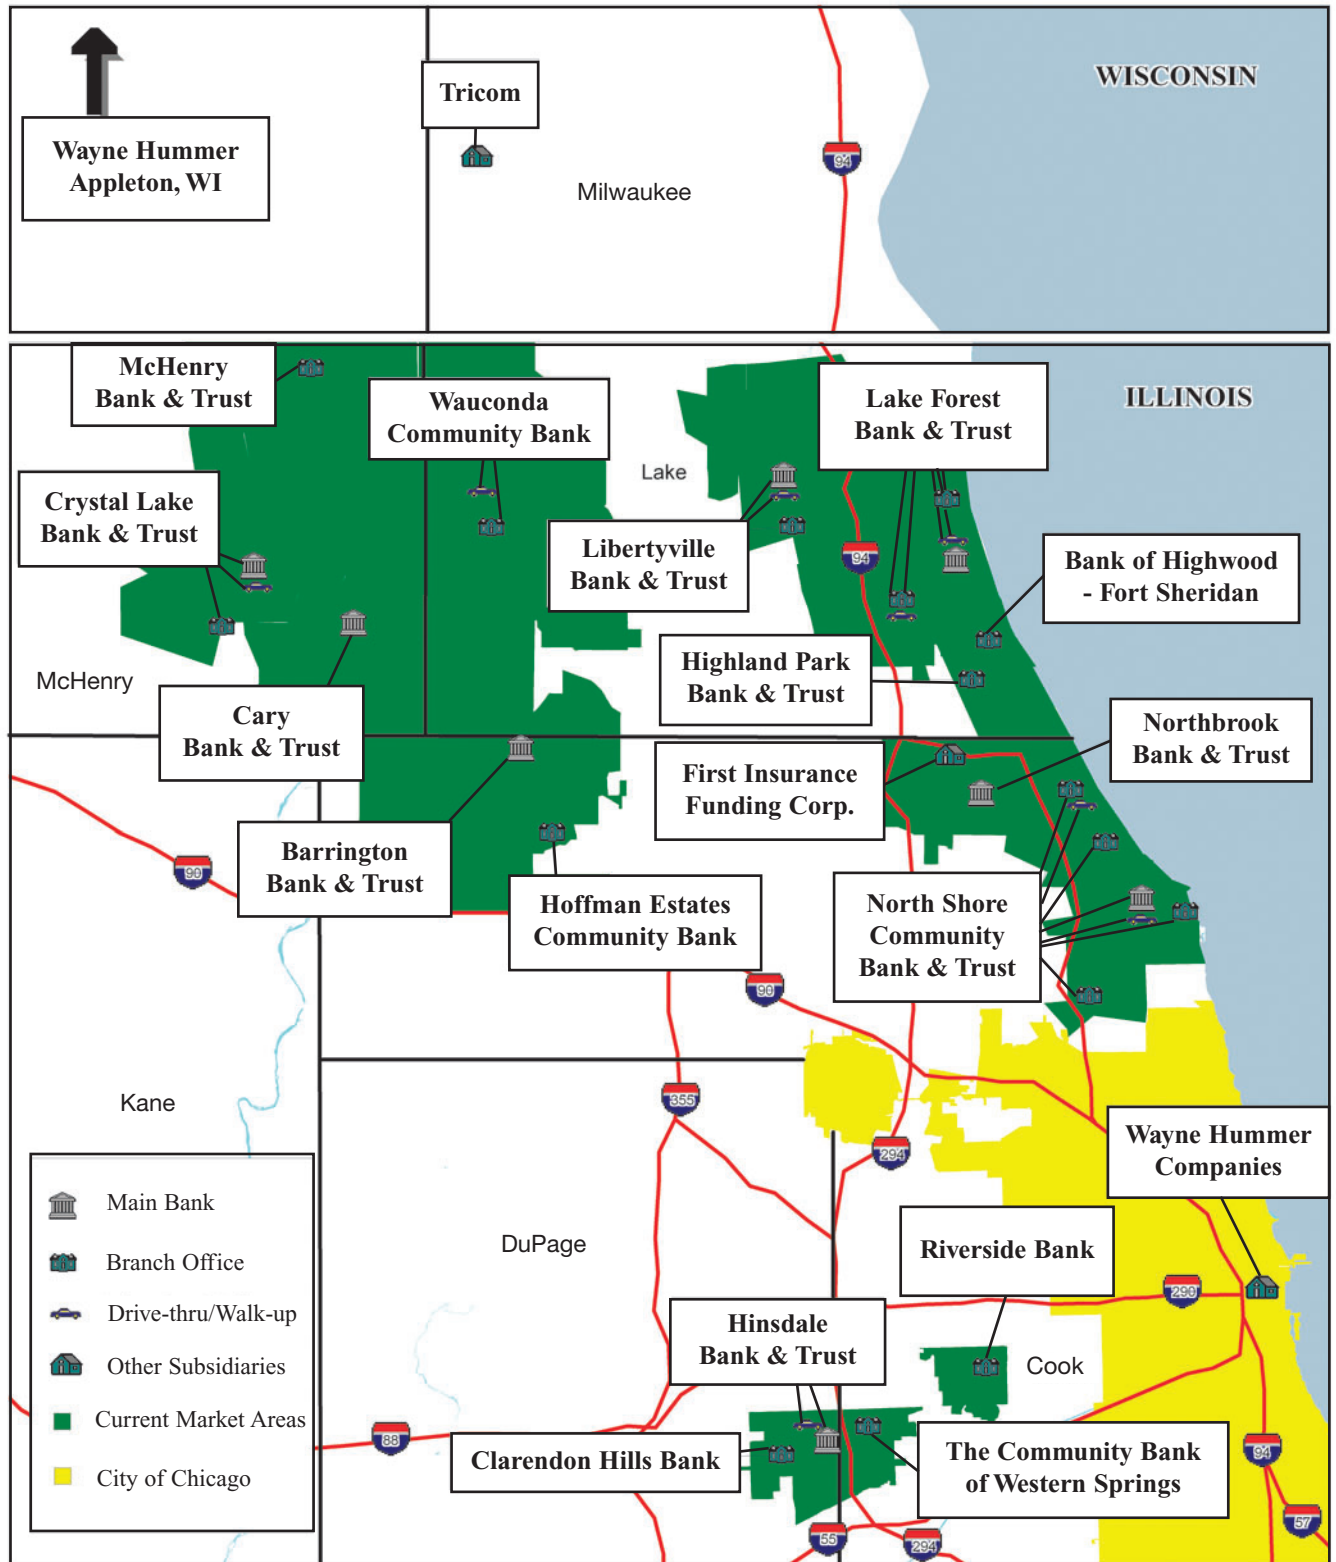 WISCONSIN
Tricom
Wayne Hummer
Appleton, WI
94
Milwaukee
McHenry
Bank & Trust
Wauconda
Community Bank
Lake Forest
Bank & Trust
ILLINOIS
Lake
Crystal Lake
Bank & Trust
Libertyville
Bank & Trust
94
Bank of Highwood
- Fort Sheridan
McHenry
Highland Park
Bank & Trust
Cary
Bank & Trust
Northbrook
Bank & Trust
First Insurance
Funding Corp.
Barrington
Bank & Trust
90
Hoffman Estates
Community Bank
North Shore
Community
Bank & Trust
90
Kane
355
294
Wayne Hummer
Companies
Main Bank
Branch Office
Drive-thru/Walk-up
Other Subsidiaries
Current Market Areas
City of Chicago
DuPage
Riverside Bank
290
Hinsdale
Bank & Trust
Cook
88
Clarendon Hills Bank
The Community Bank
of Western Springs
94
57
55
294